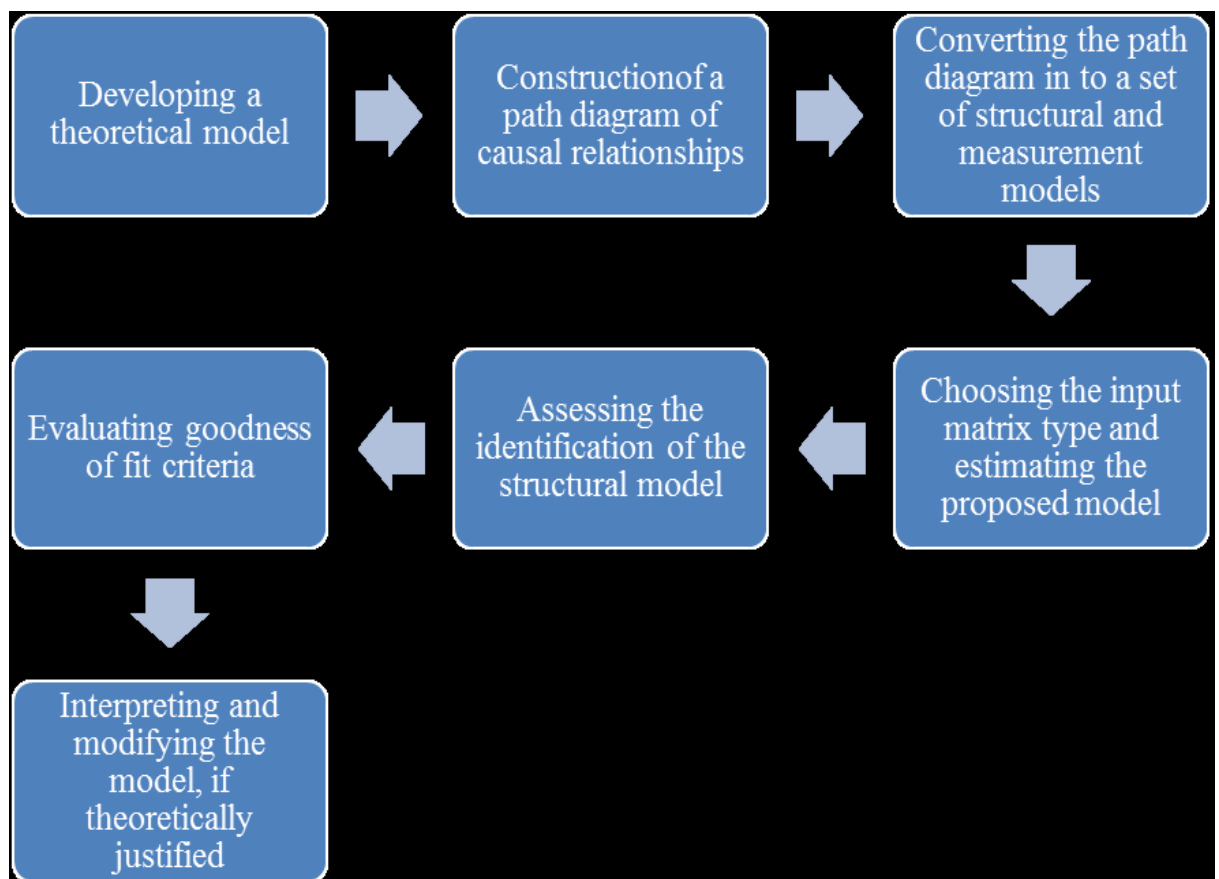 Developing a
theoretical model
Constructionof a
path diagram of
causal relationships
Converting the path
diagram in to a set
of structural and
measurement
models
Choosing the input
matrix type and
estimating the
proposed model
Assessing the
identification of the
structural model
Evaluating goodness
of fit criteria
Interpreting and
modifying the
model, if
theoretically
justified